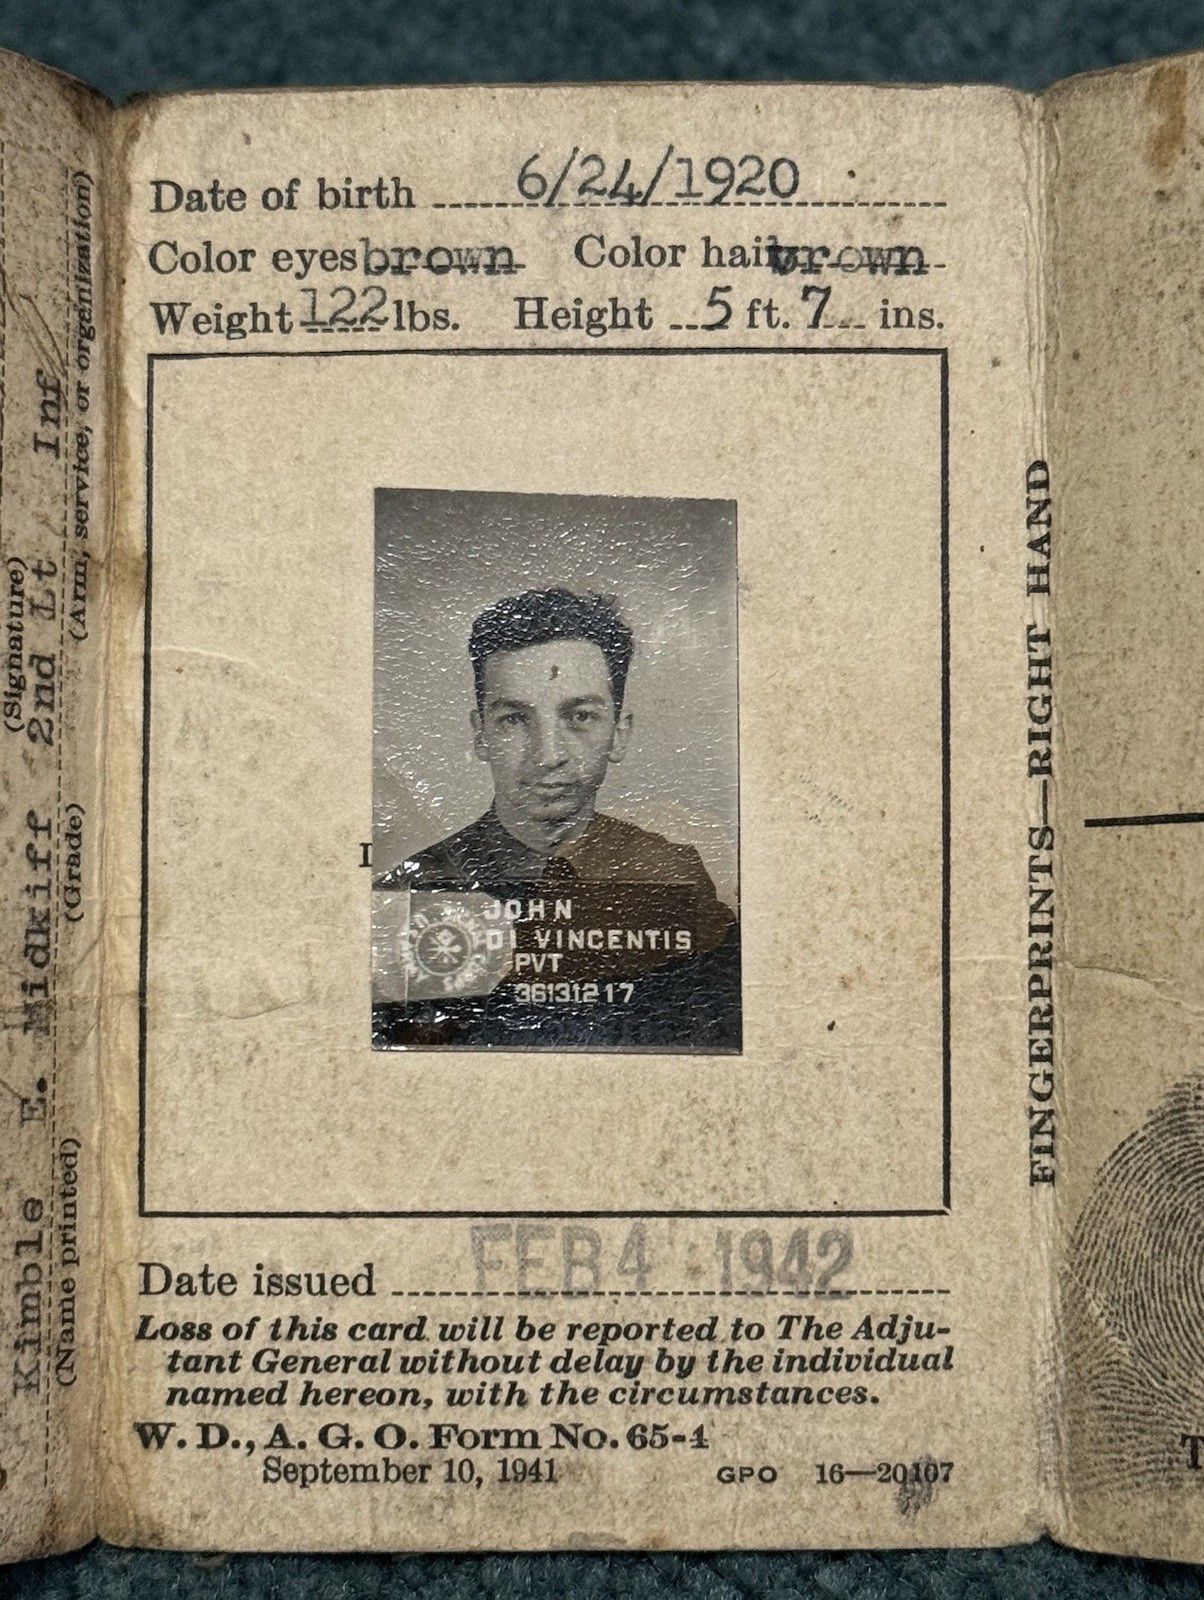 (Signature)
Kimble E. Midkiff 2nd Lt Inf
(Name printed) (Grade) (Arm, service, or organization)
Date of birth 6/24/1920
Color eyes brown Color hair brown
Weight 122 lbs. Height 5 ft. 7 ins.
JOHN
DI VINCENTIS
PVT
36131217
Date issued FEB 4 1942
Loss of this card will be reported to The Adju-
tant General without delay by the individual
named hereon, with the circumstances.
W. D., A. G. O. Form No. 65-4
September 10, 1941 GPO 16—20107
FINGERPRINTS—RIGHT HAND